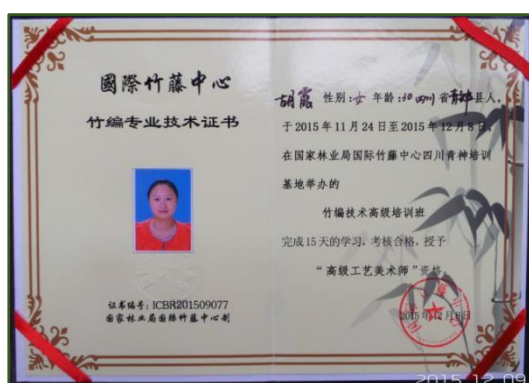 國際竹藤中心
竹编专业技术证书
证书编号：ICBR201509077
国家林业局国际竹藤中心制
胡霞 性别：女 年龄：30 四川省青神县人，
于2015年11月24日至2015年12月8日，
在国家林业局国际竹藤中心四川青神培训
基地举办的
竹编技术高级培训班
完成15天的学习，考核合格，授予
“高级工艺美术师”资格。
2015年12月8日
2015 12 09